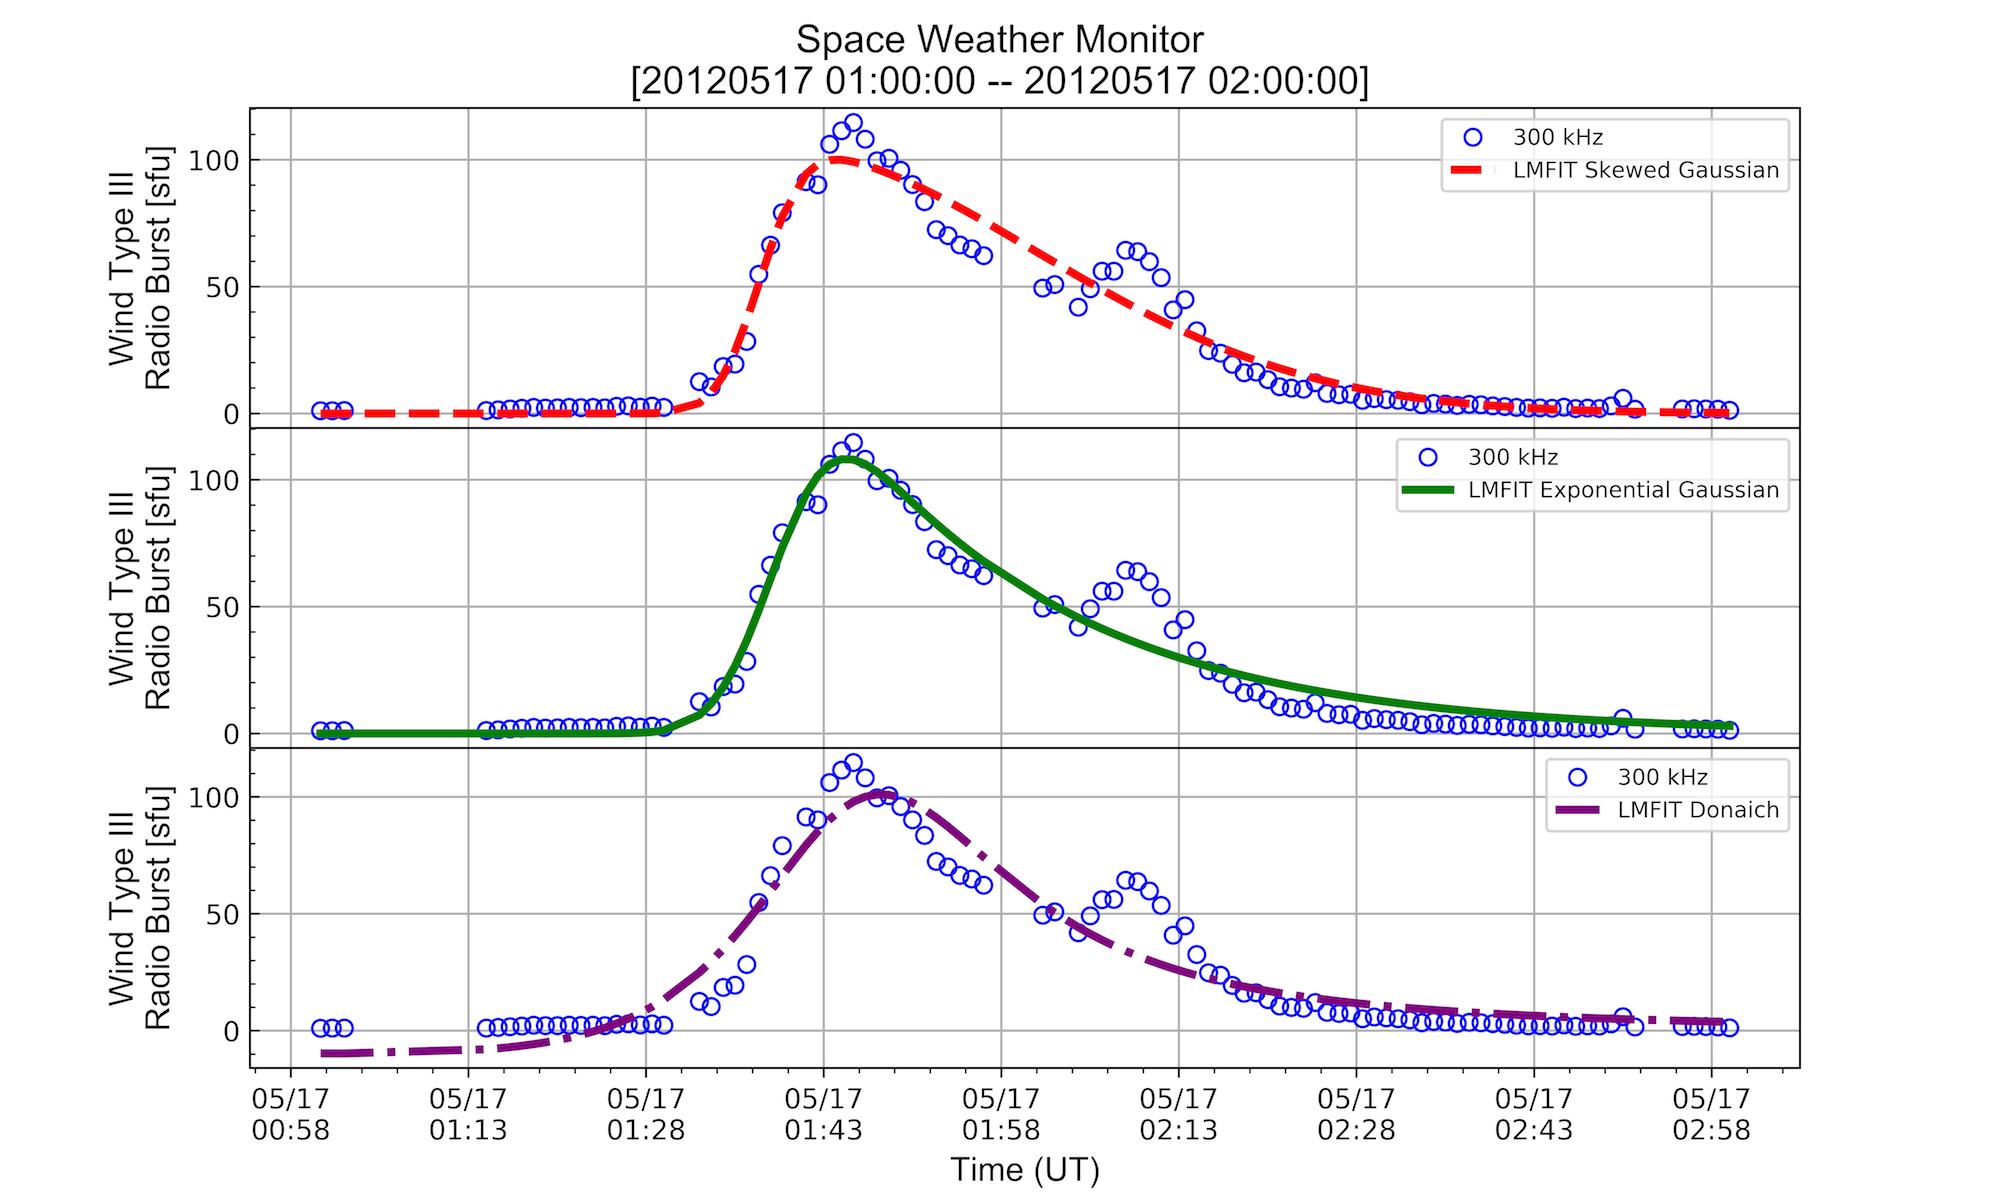 Space Weather Monitor
[20120517 01:00:00 -- 20120517 02:00:00]
Wind Type III
Radio Burst [sfu]
100
50
0
300 kHz
LMFIT Skewed Gaussian
Wind Type III
Radio Burst [sfu]
100
50
0
300 kHz
LMFIT Exponential Gaussian
Wind Type III
Radio Burst [sfu]
100
50
0
300 kHz
LMFIT Donaich
05/17 05/17 05/17 05/17 05/17 05/17 05/17 05/17 05/17
00:58 01:13 01:28 01:43 01:58 02:13 02:28 02:43 02:58
Time (UT)